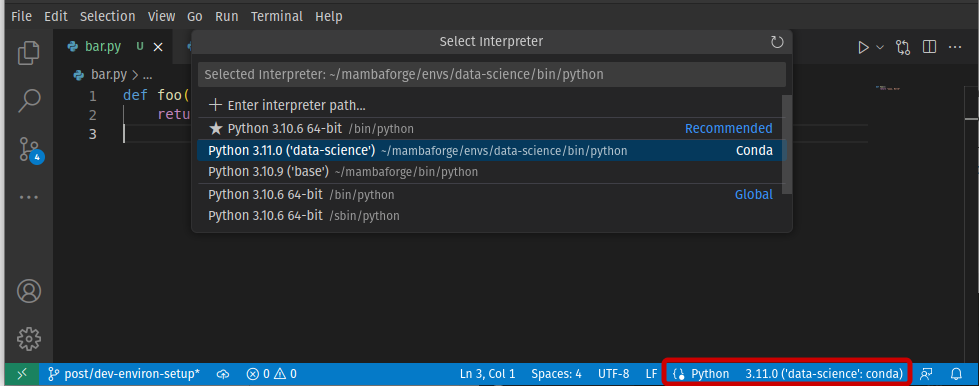 File Edit Selection View Go Run Terminal Help
Select Interpreter
bar.py U
Selected Interpreter: ~/mambaforge/envs/data-science/bin/python
bar.py > ...
Enter interpreter path...
1 def foo(
Python 3.10.6 64-bit /bin/python Recommended
2 retu
Python 3.11.0 ('data-science') ~/mambaforge/envs/data-science/bin/python Conda
3
4
Python 3.10.9 ('base') ~/mambaforge/bin/python
Python 3.10.6 64-bit /bin/python Global
Python 3.10.6 64-bit /sbin/python
post/dev-environ-setup* 0 0 Ln 3, Col 1 Spaces: 4 UTF-8 LF Python 3.11.0 ('data-science': conda)